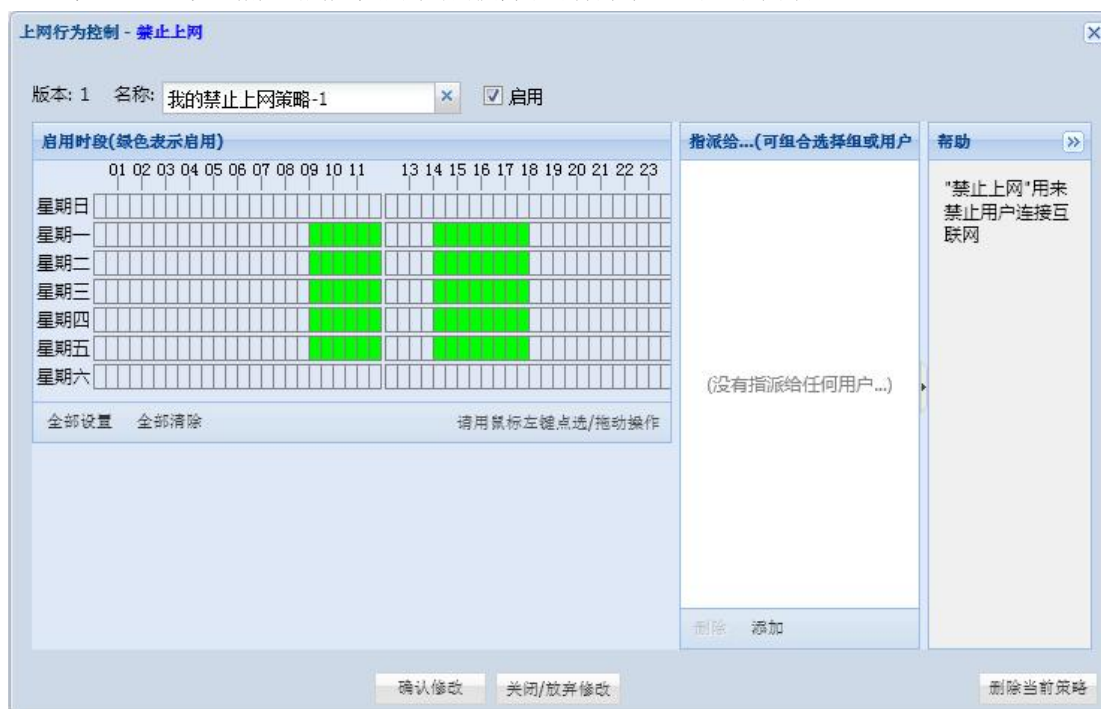 上网行为控制 - 禁止上网
版本: 1 名称: 我的禁止上网策略-1 启用
启用时段(绿色表示启用)
01 02 03 04 05 06 07 08 09 10 11 13 14 15 16 17 18 19 20 21 22 23
星期日
星期一
星期二
星期三
星期四
星期五
星期六
全部设置 全部清除 请用鼠标左键点选/拖动操作
指派给...(可组合选择组或用户
(没有指派给任何用户...)
删除 添加
帮助
"禁止上网"用来
禁止用户连接互
联网
确认修改 关闭/放弃修改 删除当前策略